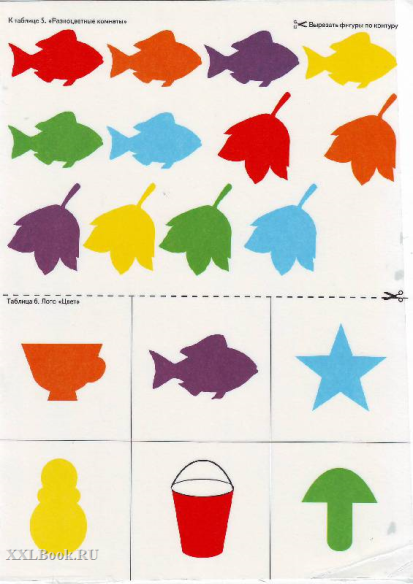 К таблице 5. «Разноцветные комнаты»
Вырезать фигуры по контуру
Таблица 6. Лото «Цвет»
XXLBook.RU